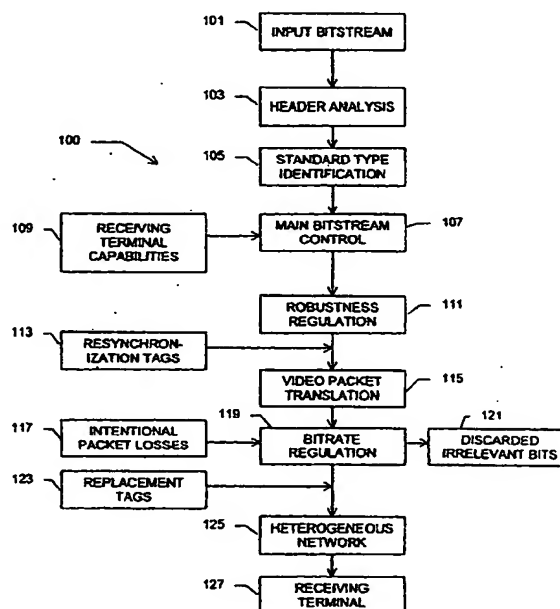 101
INPUT BITSTREAM
103
HEADER ANALYSIS
100
105
STANDARD TYPE
IDENTIFICATION
109
RECEIVING
TERMINAL
CAPABILITIES
MAIN BITSTREAM
CONTROL
107
ROBUSTNESS
REGULATION
111
113
RESYNCHRON-
IZATION TAGS
VIDEO PACKET
TRANSLATION
115
117
INTENTIONAL
PACKET LOSSES
119
BITRATE
REGULATION
121
DISCARDED
IRRELEVANT BITS
123
REPLACEMENT
TAGS
125
HETEROGENEOUS
NETWORK
127
RECEIVING
TERMINAL